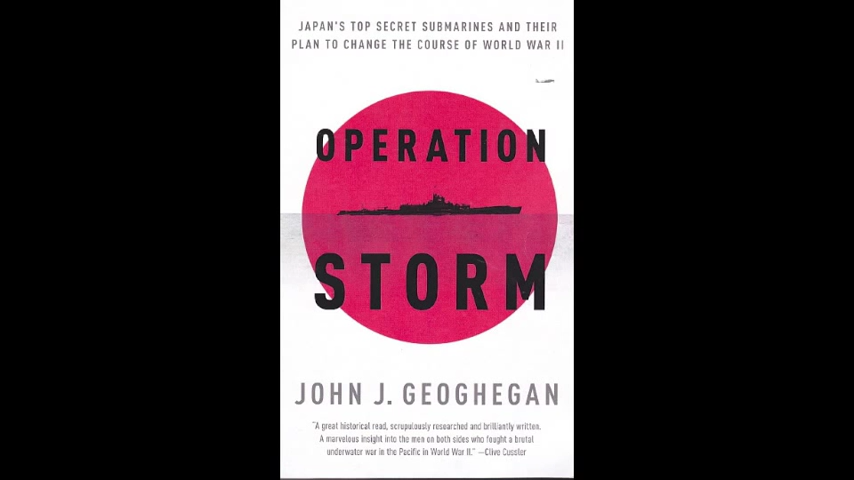 JAPAN'S TOP SECRET SUBMARINES AND THEIR
PLAN TO CHANGE THE COURSE OF WORLD WAR II
OPERATION
STORM
JOHN J. GEOGHEGAN
"A great historical read, scrupulously researched and brilliantly written.
A marvelous insight into the men on both sides who fought a brutal
underwater war in the Pacific in World War II." —Clive Cussler